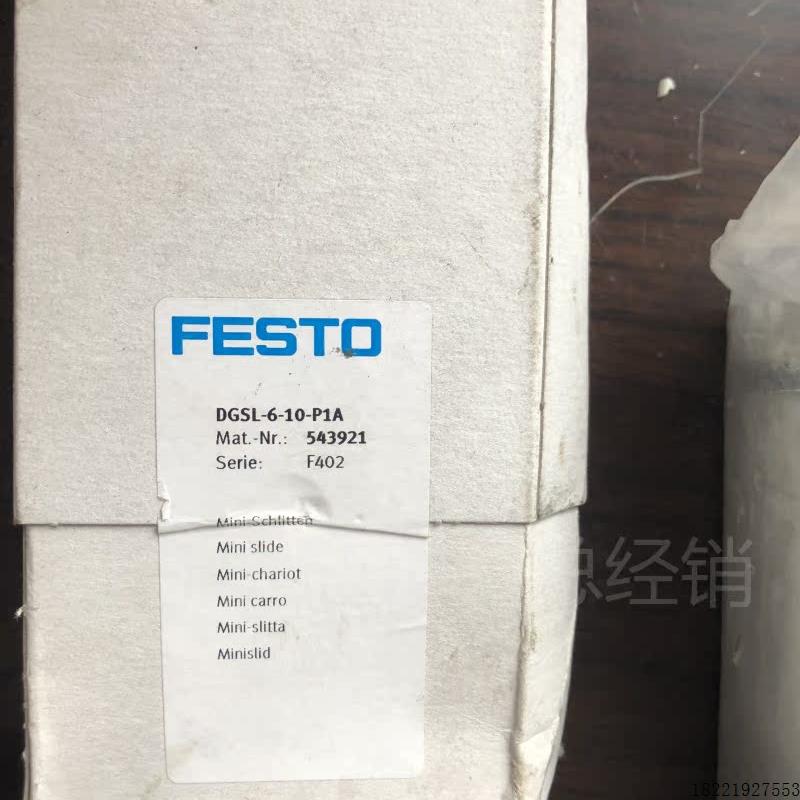 FESTO
DGSL-6-10-P1A
Mat.-Nr.: 543921
Serie: F402
Mini-Schlitten
Mini slide
Mini-chariot
Mini carro
Mini-slitta
Minislid
总经销
18221927553